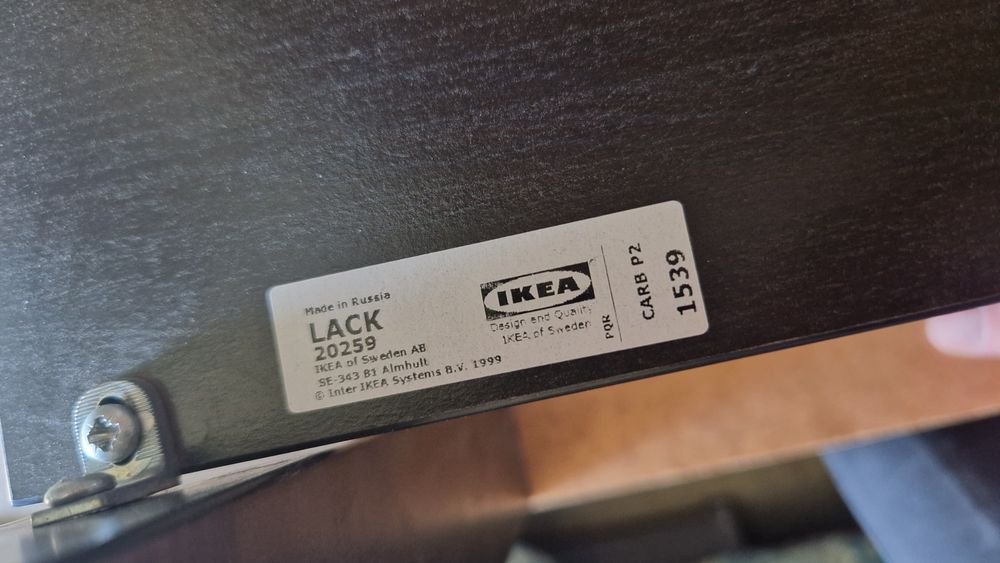 Made in Russia
LACK
20259
IKEA of Sweden AB
SE-343 81 Almhult
© Inter IKEA Systems B.V. 1999
IKEA
Design and Quality
IKEA of Sweden
PQR
CARB P2
1539